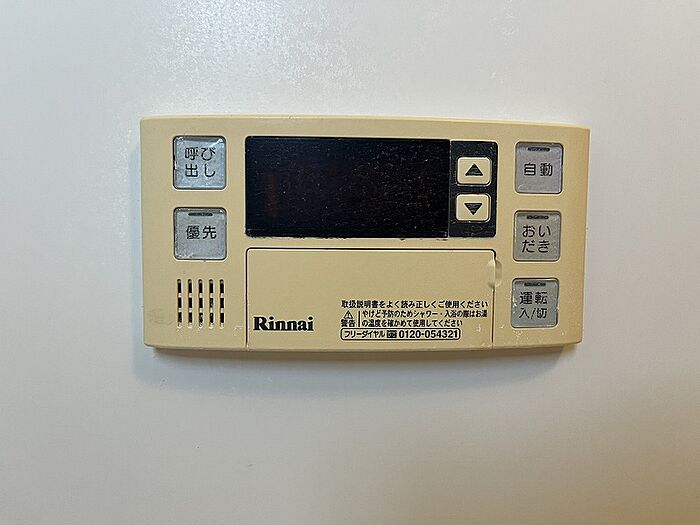 呼び
出し
優先
自動
おい
だき
運転
入/切
Rinnai
取扱説明書をよく読み正しくご使用ください
警告
やけど予防のためシャワー・入浴の際はお湯
の温度を確かめて使用してください
フリーダイヤル 0120-054321